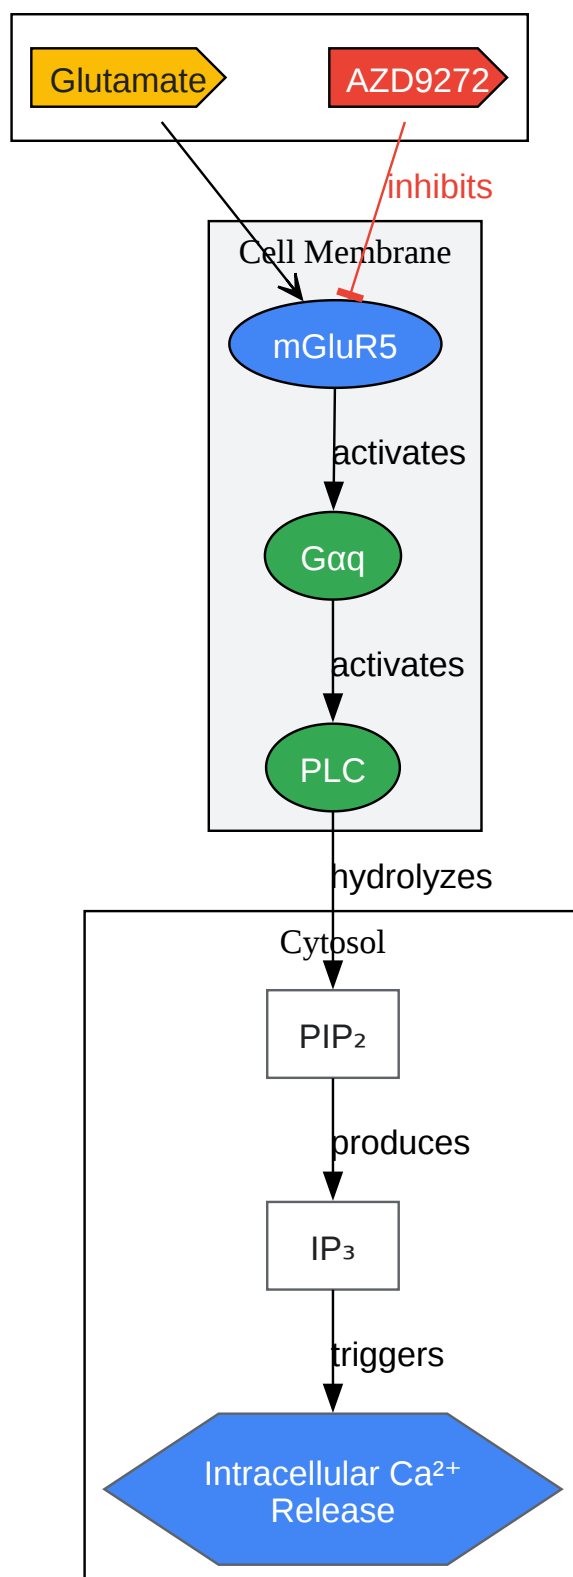 Glutamate
AZD9272
inhibits
Cell Membrane
mGluR5
activates
Gαq
activates
PLC
hydrolyzes
Cytosol
PIP₂
produces
IP₃
triggers
Intracellular Ca²⁺
Release